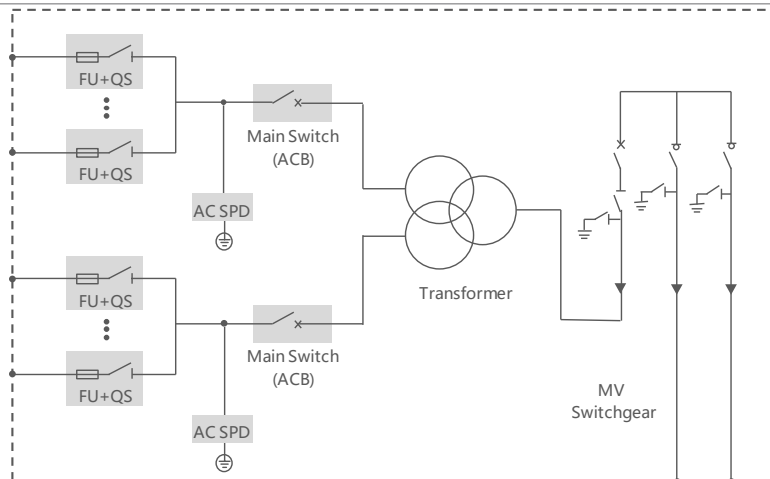 FU+QS
FU+QS
Main Switch
(ACB)
AC SPD
Transformer
FU+QS
FU+QS
Main Switch
(ACB)
AC SPD
MV
Switchgear